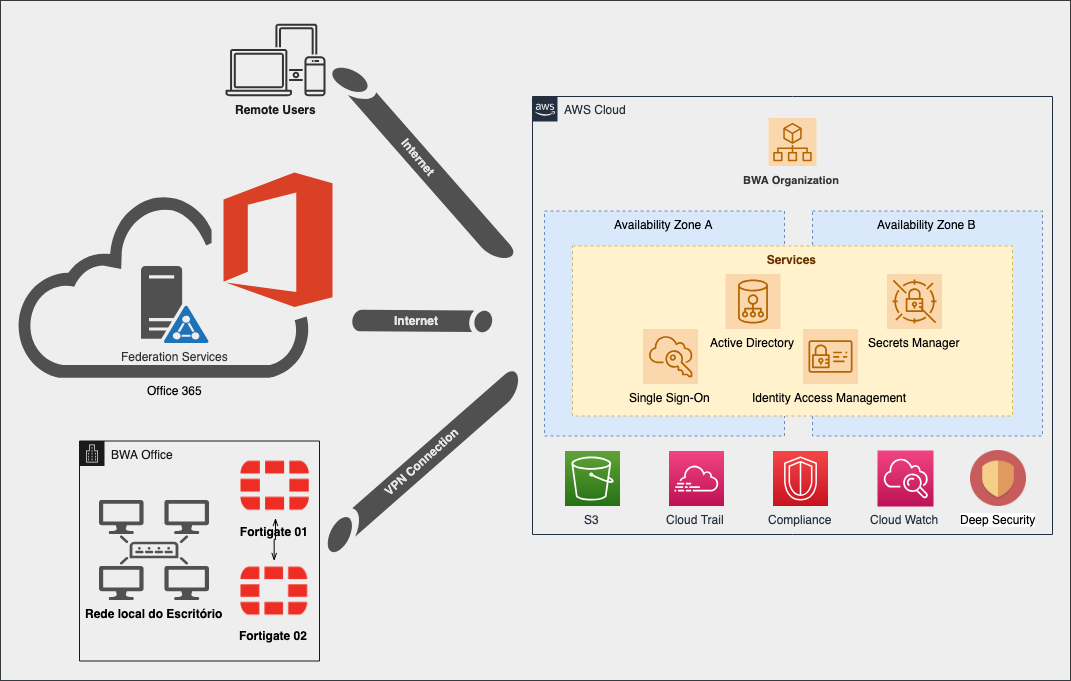 Remote Users
Internet
aws
AWS Cloud
BWA Organization
Availability Zone A
Availability Zone B
Services
Active Directory
Secrets Manager
Single Sign-On
Identity Access Management
Internet
Federation Services
Office 365
VPN Connection
BWA Office
Fortigate 01
Rede local do Escritório
Fortigate 02
S3
Cloud Trail
Compliance
Cloud Watch
Deep Security